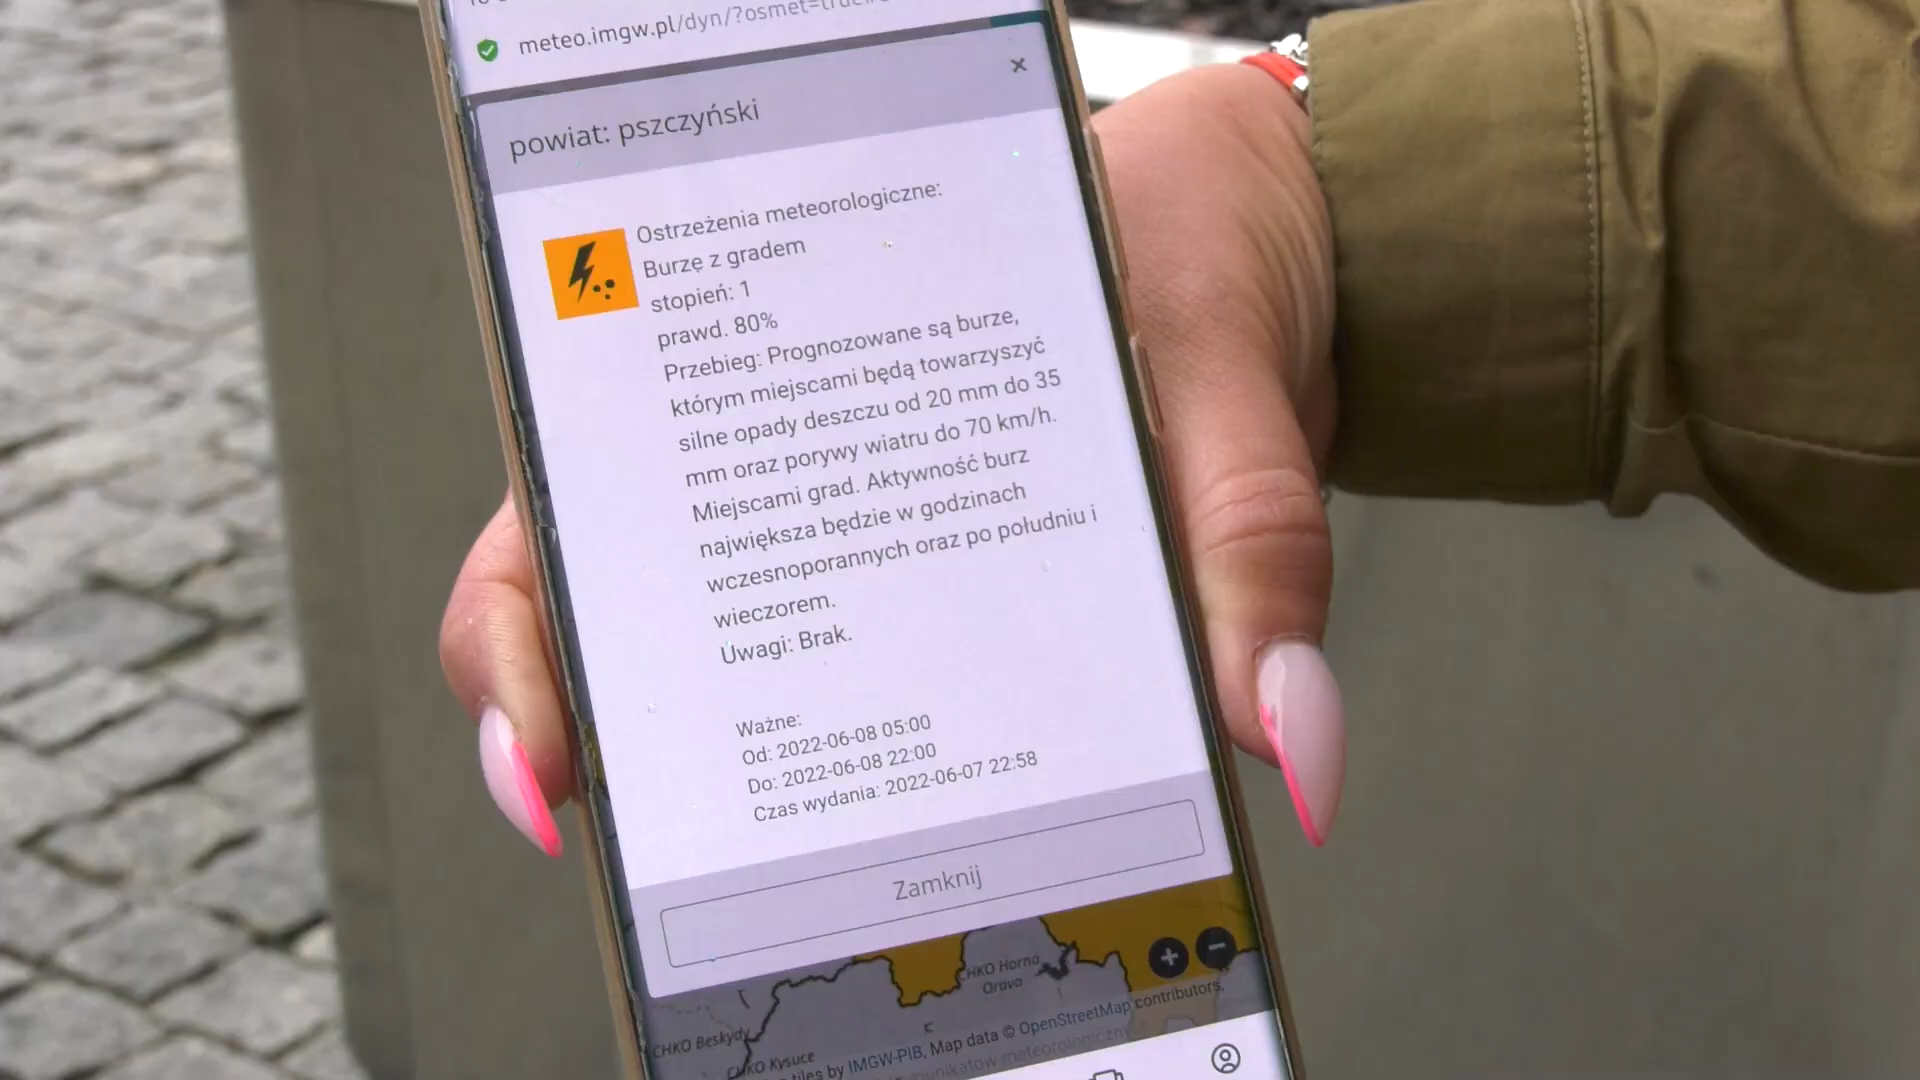 meteo.imgw.pl/dyn/?osmet=true
powiat: pszczyński
Ostrzeżenia meteorologiczne:
Burze z gradem
stopień: 1
prawd. 80%
Przebieg: Prognozowane są burze,
którym miejscami będą towarzyszyć
silne opady deszczu od 20 mm do 35
mm oraz porywy wiatru do 70 km/h.
Miejscami grad. Aktywność burz
największa będzie w godzinach
wczesnoporannych oraz po południu i
wieczorem.
Uwagi: Brak.
Ważne:
Od: 2022-06-08 05:00
Do: 2022-06-08 22:00
Czas wydania: 2022-06-07 22:58
Zamknij
CHKO Horná
Orava
CHKO Beskydy
CHKO Kysuce
tiles by IMGW-PIB, Map data © OpenStreetMap contributors.